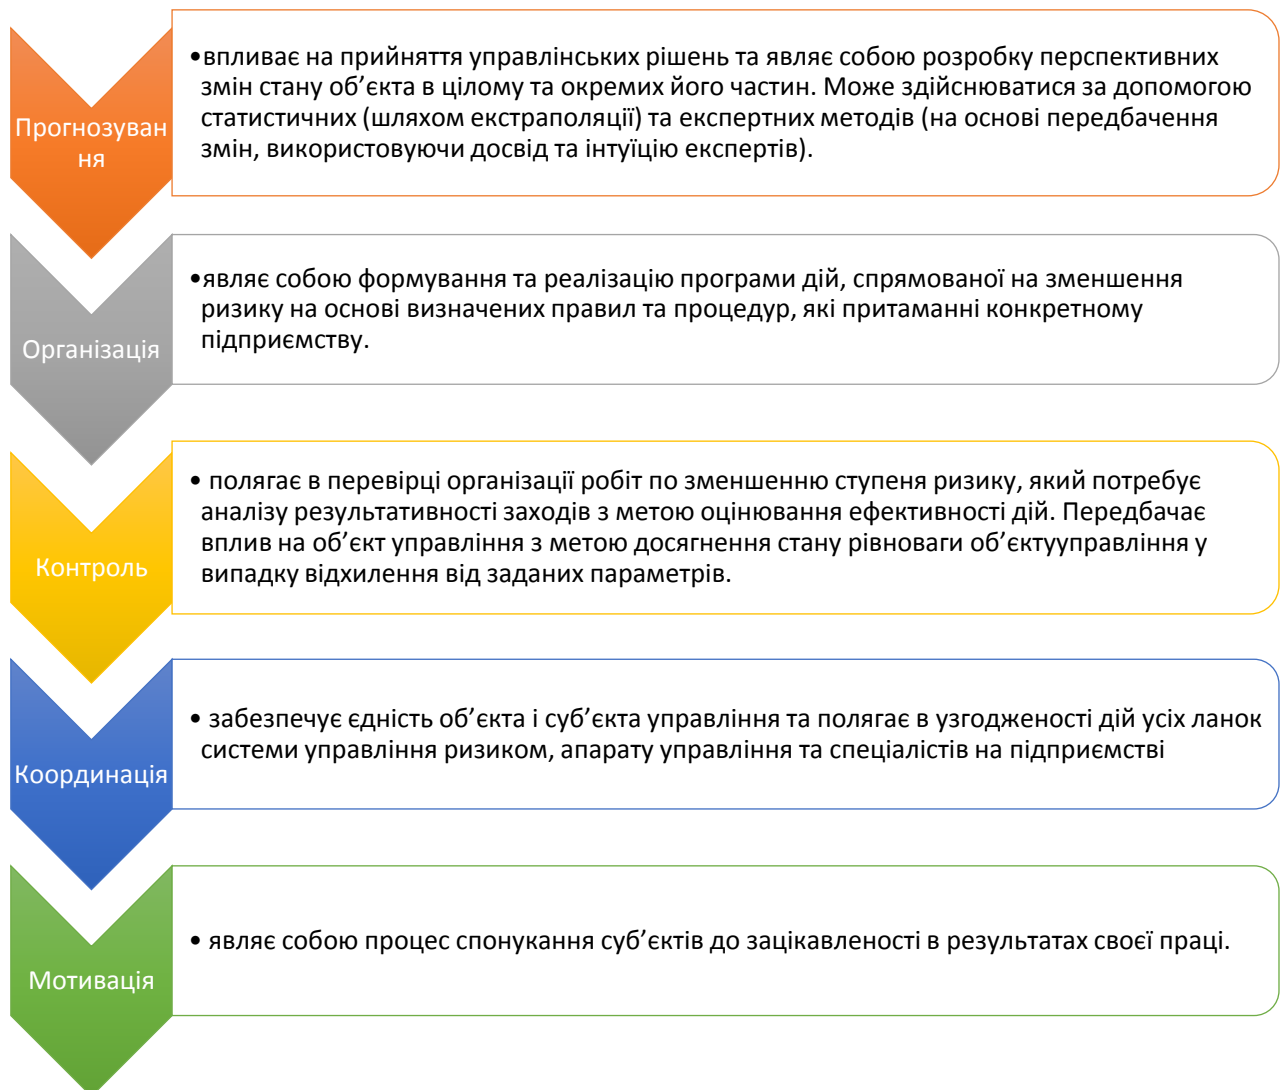 Прогнозуван
ня
•впливає на прийняття управлінських рішень та являє собою розробку перспективних
змін стану об’єкта в цілому та окремих його частин. Може здійснюватися за допомогою
статистичних (шляхом екстраполяції) та експертних методів (на основі передбачення
змін, використовуючи досвід та інтуїцію експертів).
Організація
•являє собою формування та реалізацію програми дій, спрямованої на зменшення
ризику на основі визначених правил та процедур, які притаманні конкретному
підприємству.
Контроль
• полягає в перевірці організації робіт по зменшенню ступеня ризику, який потребує
аналізу результативності заходів з метою оцінювання ефективності дій. Передбачає
вплив на об’єкт управління з метою досягнення стану рівноваги об’єктууправління у
випадку відхилення від заданих параметрів.
Координація
• забезпечує єдність об’єкта і суб’єкта управління та полягає в узгодженості дій усіх ланок
системи управління ризиком, апарату управління та спеціалістів на підприємстві
Мотивація
• являє собою процес спонукання суб’єктів до зацікавленості в результатах своєї праці.